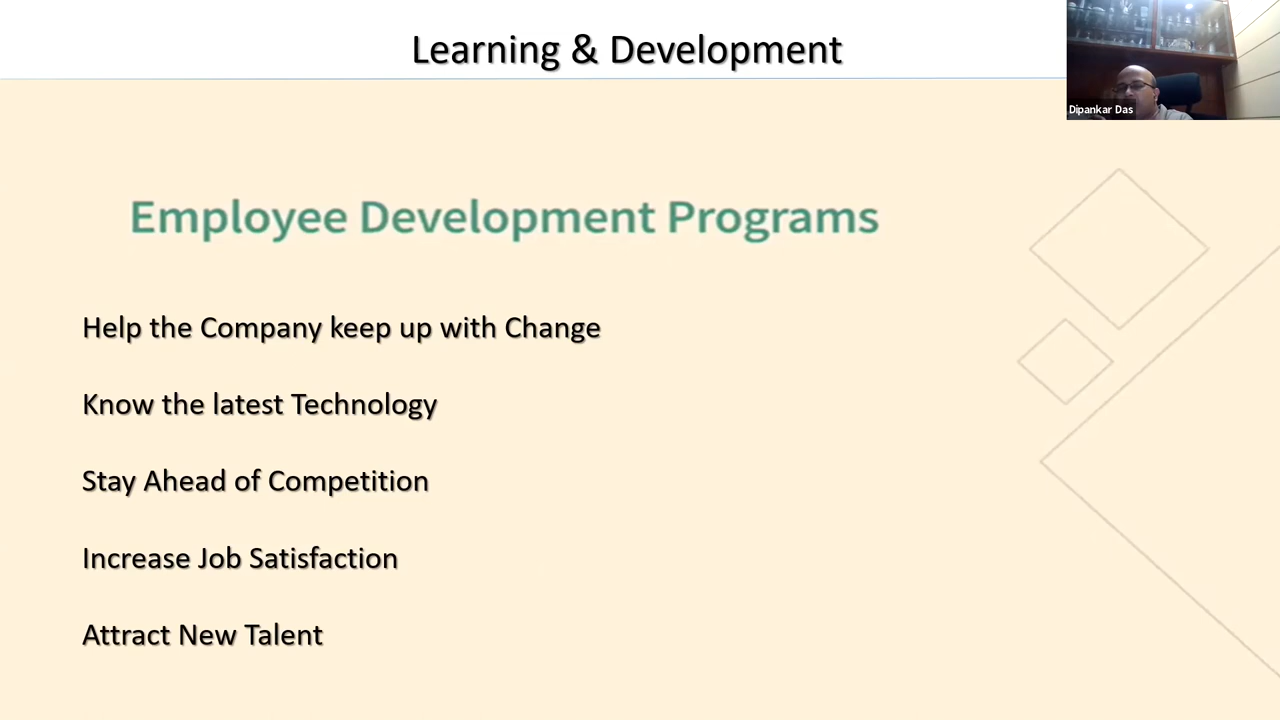 Learning & Development
Dipankar Das
Employee Development Programs
Help the Company keep up with Change
Know the latest Technology
Stay Ahead of Competition
Increase Job Satisfaction
Attract New Talent